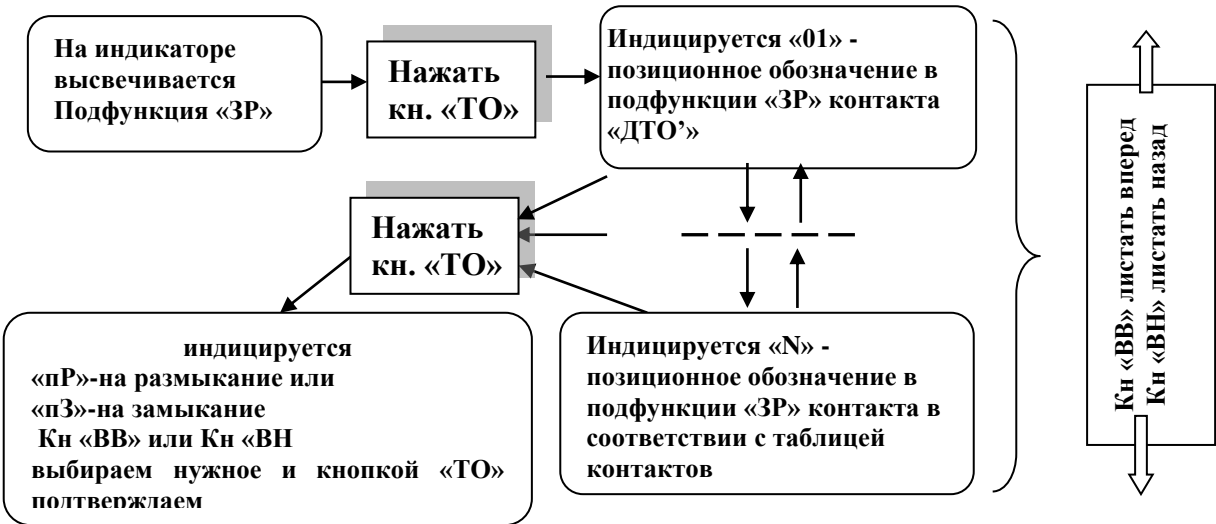 На индикаторе
высвечивается
Подфункция «ЗР»
Нажать
кн. «ТО»
Индицируется «01» -
позиционное обозначение в
подфункции «ЗР» контакта
«ДТО’»
Нажать
кн. «ТО»
индицируется
«пР»-на размыкание или
«пЗ»-на замыкание
Кн «ВВ» или Кн «ВН
выбираем нужное и кнопкой «ТО»
подтверждаем
Индицируется «N» -
позиционное обозначение в
подфункции «ЗР» контакта в
соответствии с таблицей
контактов
Кн «ВВ» листать вперед
Кн «ВН» листать назад